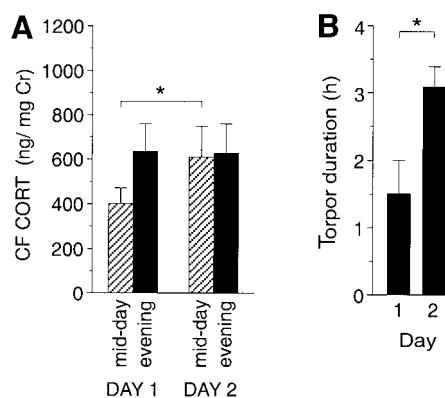 A
1200
1000
800
600
400
200
0
CF CORT (ng/ mg Cr)
*
mid-day
evening
mid-day
evening
DAY 1
DAY 2
B
4
3
2
1
0
Torpor duration (h)
*
1 2
Day